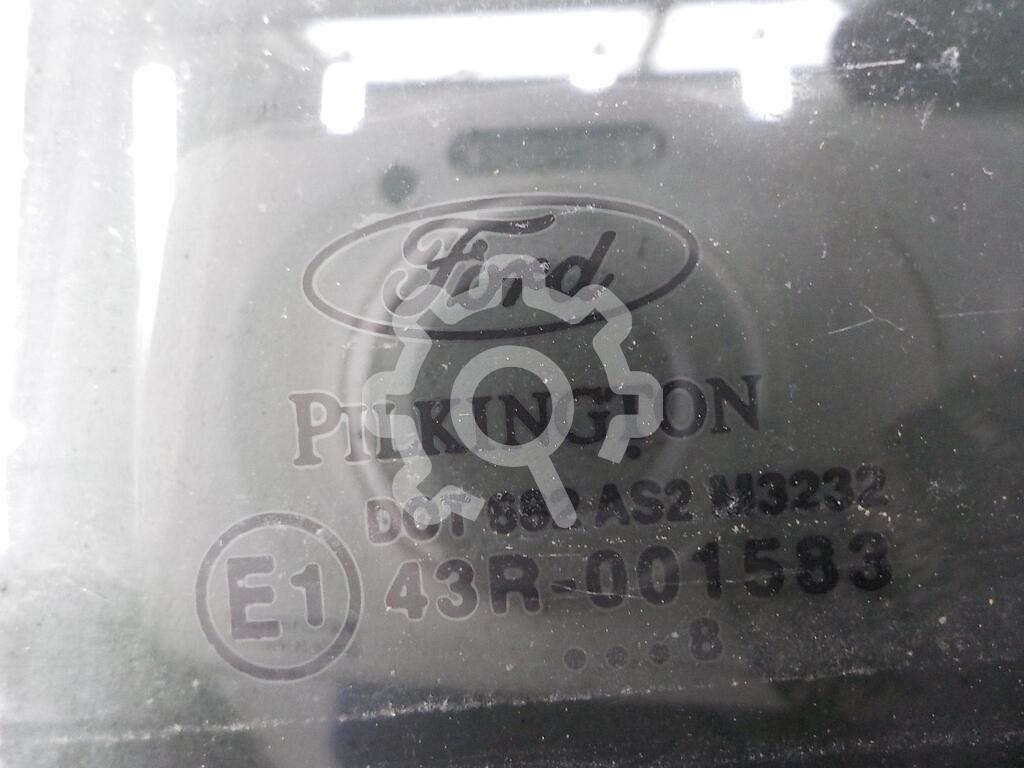 Ford
PILKINGTON
DOT 682 AS2 M3232
E1
43R-001583
...8